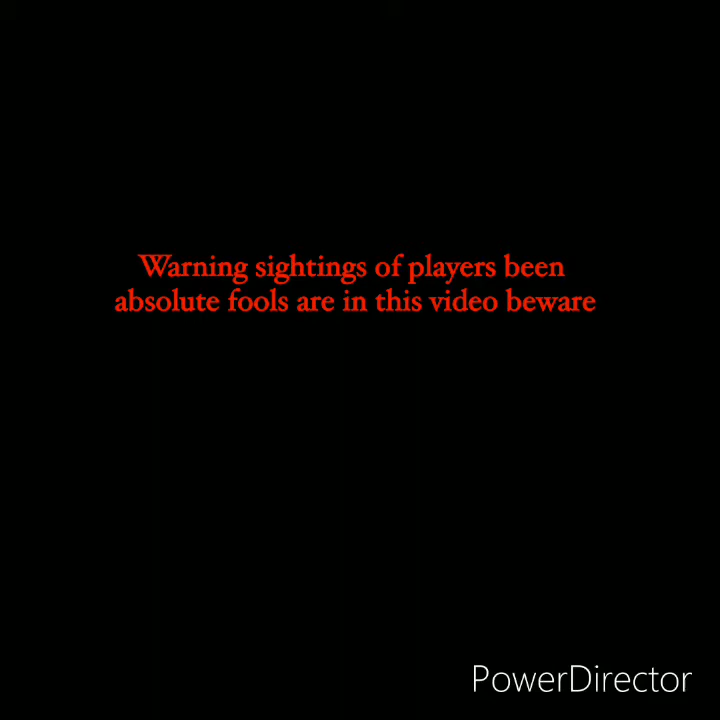 Warning sightings of players been
absolute fools are in this video beware
PowerDirector